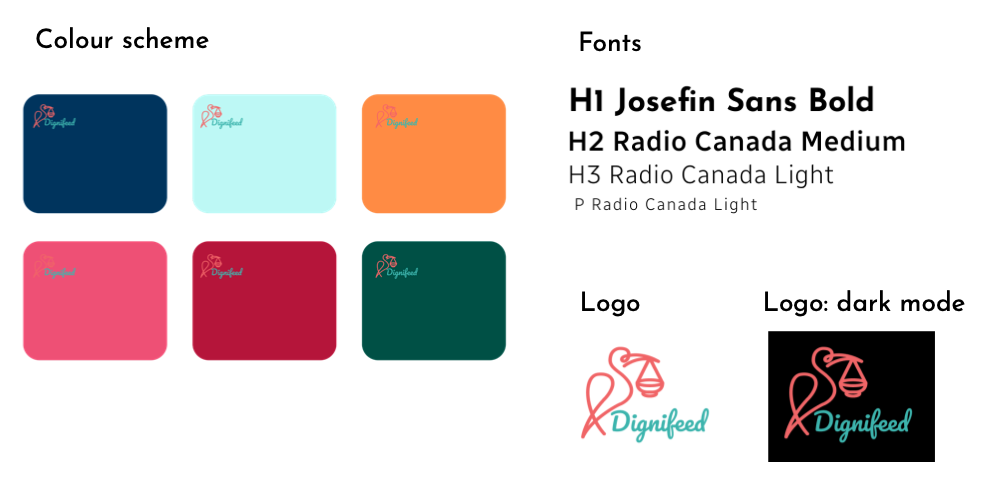 Colour scheme
Dignifeed
Dignifeed
Dignifeed
Dignifeed
Dignifeed
Dignifeed
Fonts
H1 Josefin Sans Bold
H2 Radio Canada Medium
H3 Radio Canada Light
P Radio Canada Light
Logo
Dignifeed
Logo: dark mode
Dignifeed